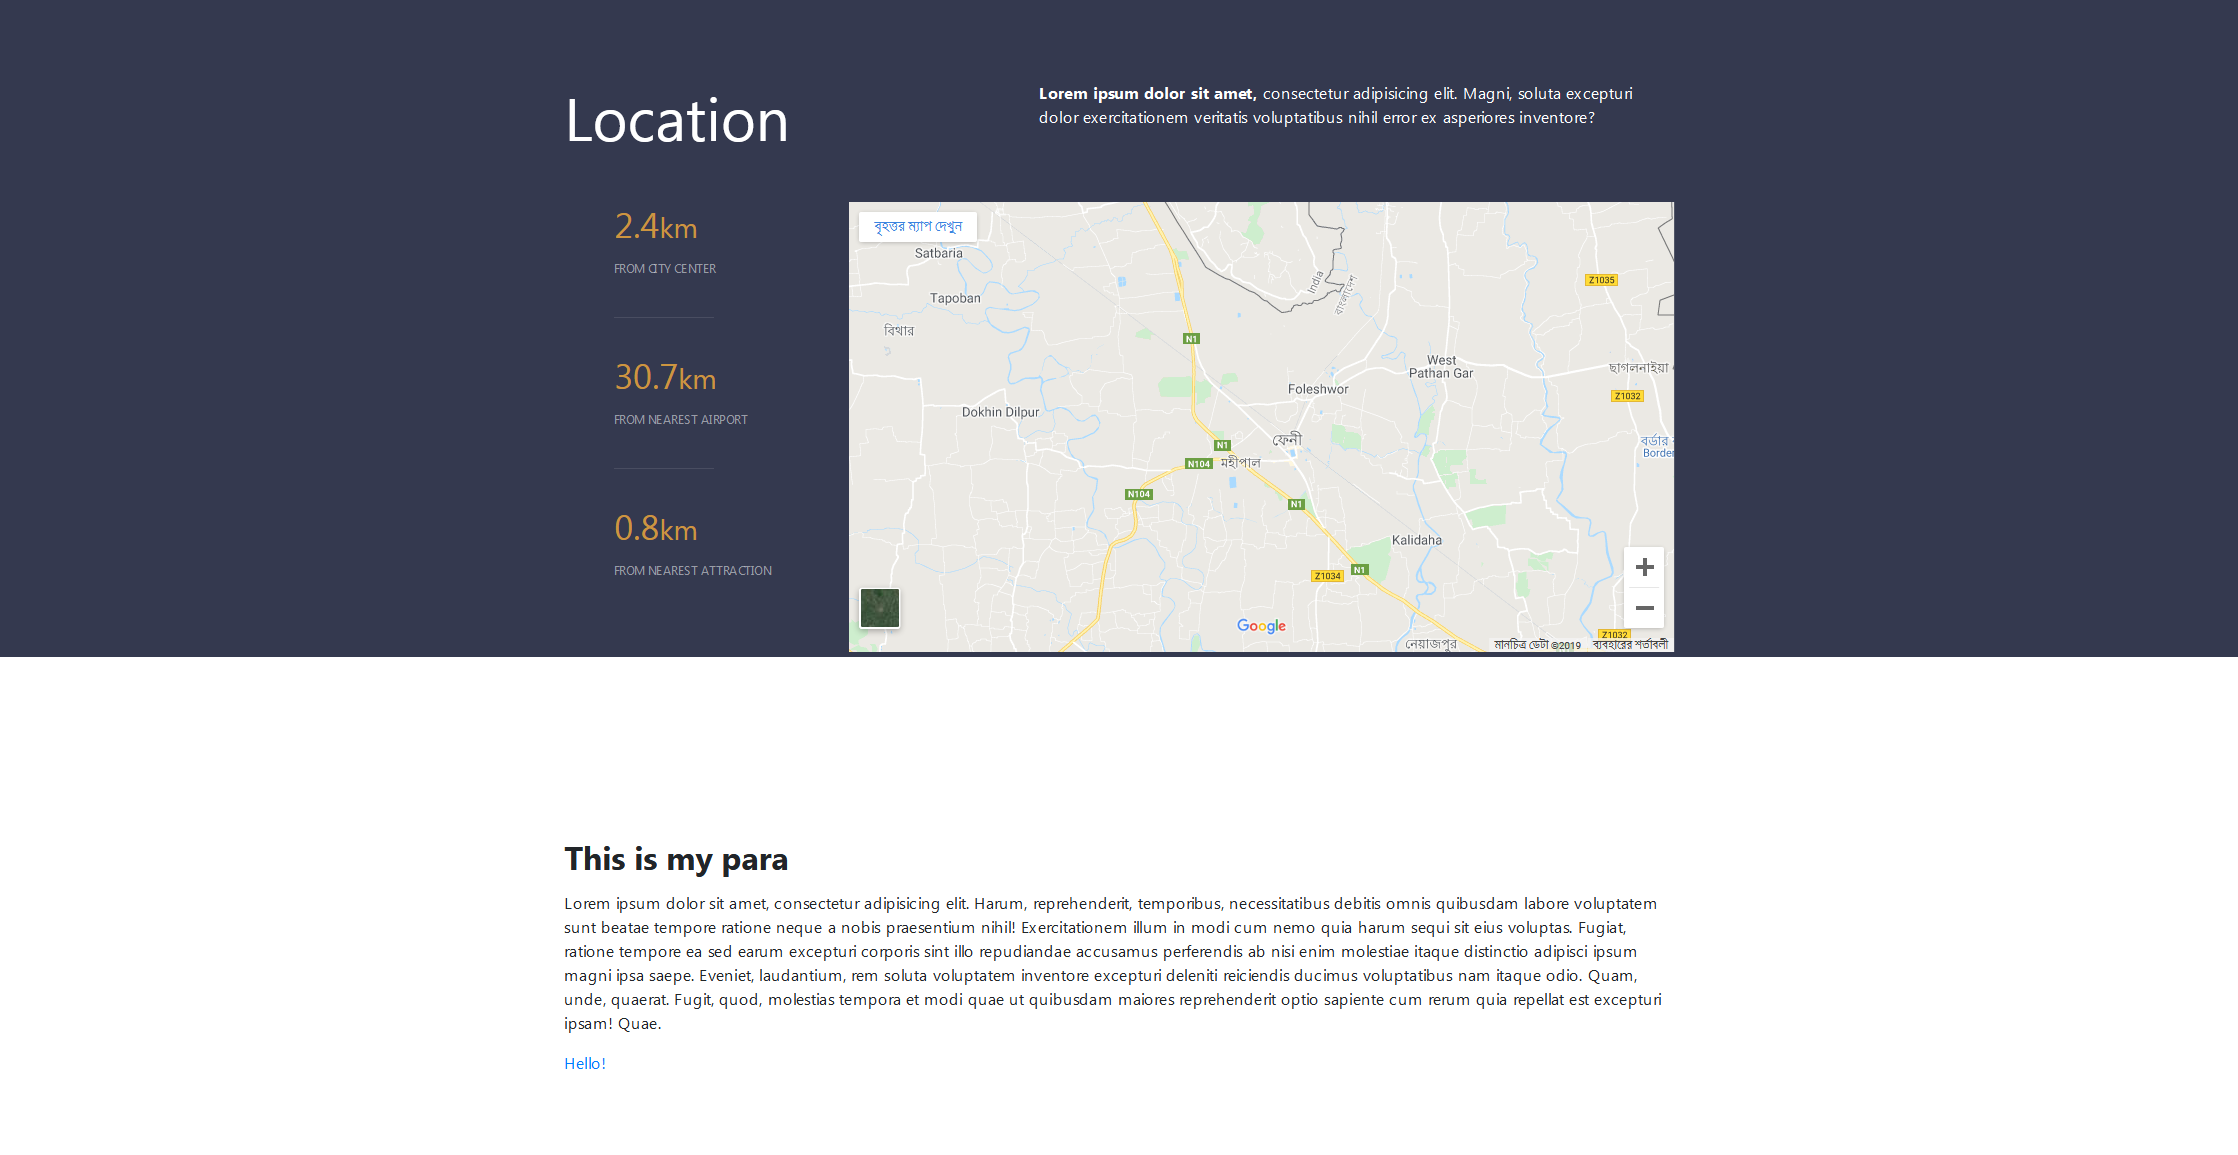 Location
Lorem ipsum dolor sit amet, consectetur adipisicing elit. Magni, soluta excepturi
dolor exercitationem veritatis voluptatibus nihil error ex asperiores inventore?
2.4km
FROM CITY CENTER
30.7km
FROM NEAREST AIRPORT
0.8km
FROM NEAREST ATTRACTION
বৃহত্তর ম্যাপ দেখুন
Satbaria
Tapoban
বিথার
India
বাংলাদেশ
Z1035
N1
West
Pathan Gar
ছাগলনাইয়া
Foleshwor
Z1032
Dokhin Dilpur
ফেনী
N1
বর্ডার
Border
N104
মহীপাল
N104
N1
Kalidaha
Z1034
N1
Google
Z1032
নেয়াজপুর
মানচিত্র ডেটা ©2019
ব্যবহারের শর্তাবলী
This is my para
Lorem ipsum dolor sit amet, consectetur adipisicing elit. Harum, reprehenderit, temporibus, necessitatibus debitis omnis quibusdam labore voluptatem
sunt beatae tempore ratione neque a nobis praesentium nihil! Exercitationem illum in modi cum nemo quia harum sequi sit eius voluptas. Fugiat,
ratione tempore ea sed earum excepturi corporis sint illo repudiandae accusamus perferendis ab nisi enim molestiae itaque distinctio adipisci ipsum
magni ipsa saepe. Eveniet, laudantium, rem soluta voluptatem inventore excepturi deleniti reiciendis ducimus voluptatibus nam itaque odio. Quam,
unde, quaerat. Fugit, quod, molestias tempora et modi quae ut quibusdam maiores reprehenderit optio sapiente cum rerum quia repellat est excepturi
ipsam! Quae.
Hello!